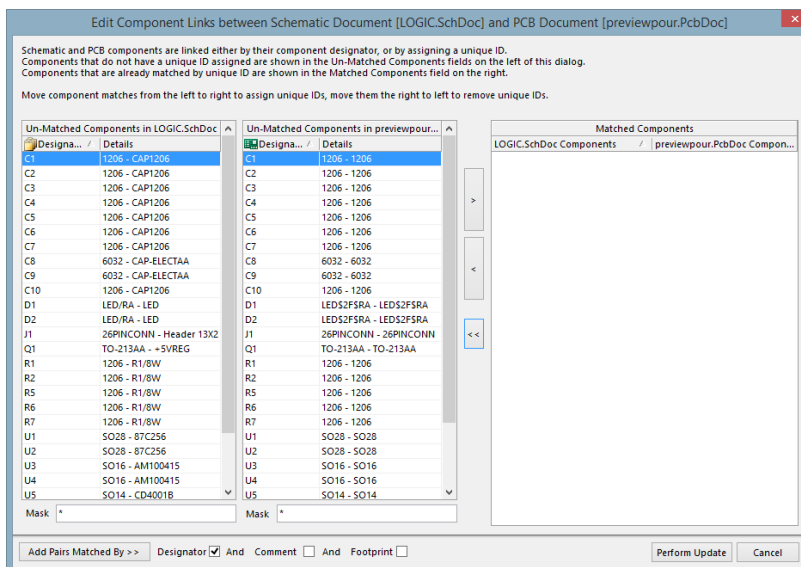 Edit Component Links between Schematic Document [LOGIC.SchDoc] and PCB Document [previewpour.PcbDoc]
Schematic and PCB components are linked either by their component designator, or by assigning a unique ID.
Components that do not have a unique ID assigned are shown in the Un-Matched Components fields on the left of this dialog.
Components that are already matched by unique ID are shown in the Matched Components field on the right.
Move component matches from the left to right to assign unique IDs, move them the right to left to remove unique IDs.
Un-Matched Components in LOGIC.SchDoc
Designa... / Details
C1 1206 - CAP1206
C2 1206 - CAP1206
C3 1206 - CAP1206
C4 1206 - CAP1206
C5 1206 - CAP1206
C6 1206 - CAP1206
C7 1206 - CAP1206
C8 6032 - CAP-ELECTAA
C9 6032 - CAP-ELECTAA
C10 1206 - CAP1206
D1 LED/RA - LED
D2 LED/RA - LED
J1 26PINCONN - Header 13X2
Q1 TO-213AA - +5VREG
R1 1206 - R1/8W
R2 1206 - R1/8W
R5 1206 - R1/8W
R6 1206 - R1/8W
R7 1206 - R1/8W
U1 SO28 - 87C256
U2 SO28 - 87C256
U3 SO16 - AM100415
U4 SO16 - AM100415
U5 SO14 - CD4001B
Mask *
Un-Matched Components in previewpour...
Designa... / Details
C1 1206 - 1206
C2 1206 - 1206
C3 1206 - 1206
C4 1206 - 1206
C5 1206 - 1206
C6 1206 - 1206
C7 1206 - 1206
C8 6032 - 6032
C9 6032 - 6032
C10 1206 - 1206
D1 LED$2F$RA - LED$2F$RA
D2 LED$2F$RA - LED$2F$RA
J1 26PINCONN - 26PINCONN
Q1 TO-213AA - TO-213AA
R1 1206 - 1206
R2 1206 - 1206
R5 1206 - 1206
R6 1206 - 1206
R7 1206 - 1206
U1 SO28 - SO28
U2 SO28 - SO28
U3 SO16 - SO16
U4 SO16 - SO16
U5 SO14 - SO14
Mask *
>
<
<<
Matched Components
LOGIC.SchDoc Components / previewpour.PcbDoc Compon...
Add Pairs Matched By >> Designator And Comment And Footprint
Perform Update Cancel